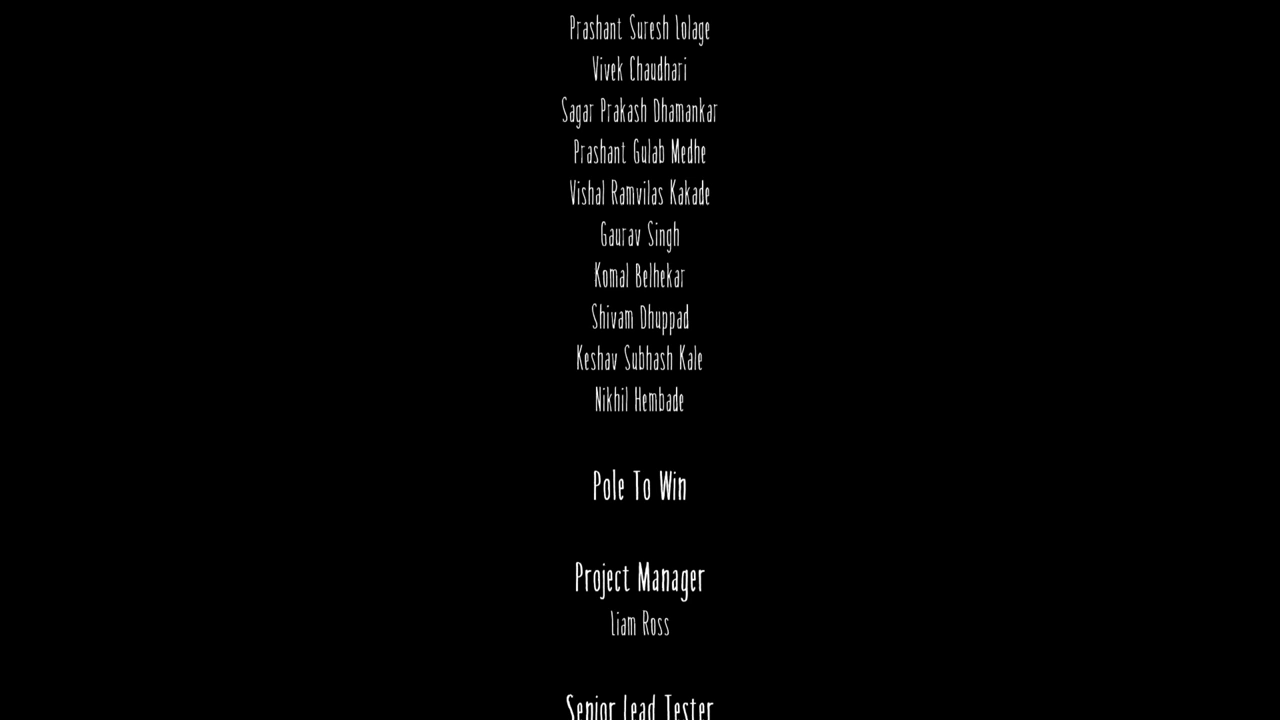 Prashant Suresh Lolage
Vivek Chaudhari
Sagar Prakash Dhamankar
Prashant Gulab Medhe
Vishal Ramvilas Kakade
Gaurav Singh
Komal Belhekar
Shivam Dhuppad
Keshav Subhash Kale
Nikhil Hembade
Pole To Win
Project Manager
Liam Ross
Senior Lead Tester